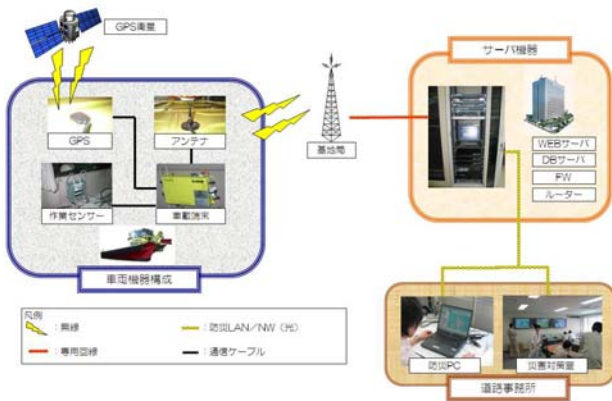 GPS衛星
GPS
アンテナ
作業センサー
車載端末
車両機器構成
基地局
サーバ機器
WEBサーバ
DBサーバ
FW
ルーター
凡例
:無線
:防災LAN/NW(光)
:専用回線
:通信ケーブル
防災PC
災害対策室
道路事務所